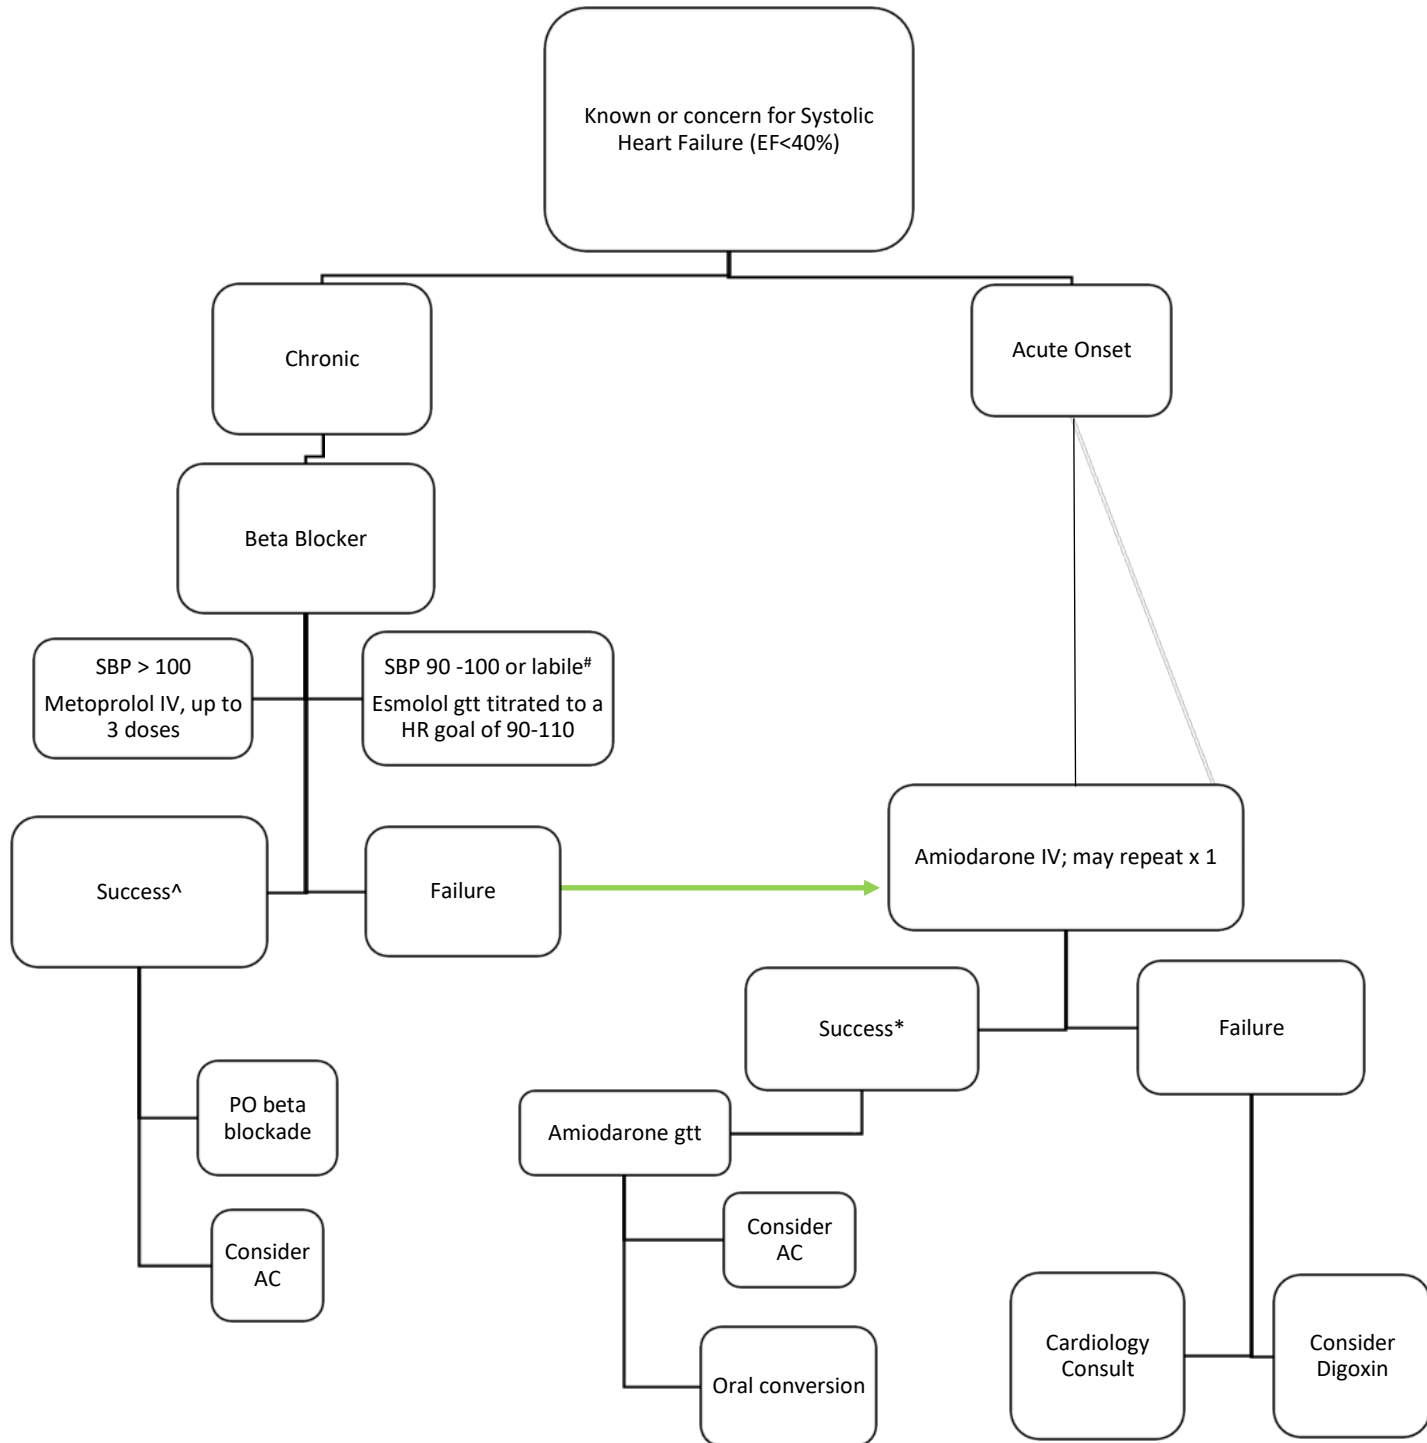 Known or concern for Systolic
Heart Failure (EF<40%)
Chronic
Acute Onset
Beta Blocker
SBP > 100
Metoprolol IV, up to
3 doses
SBP 90 -100 or labile#
Esmolol gtt titrated to a
HR goal of 90-110
Success^
Failure
Amiodarone IV; may repeat x 1
Success*
Failure
PO beta
blockade
Amiodarone gtt
Consider
AC
Consider
AC
Oral conversion
Cardiology
Consult
Consider
Digoxin